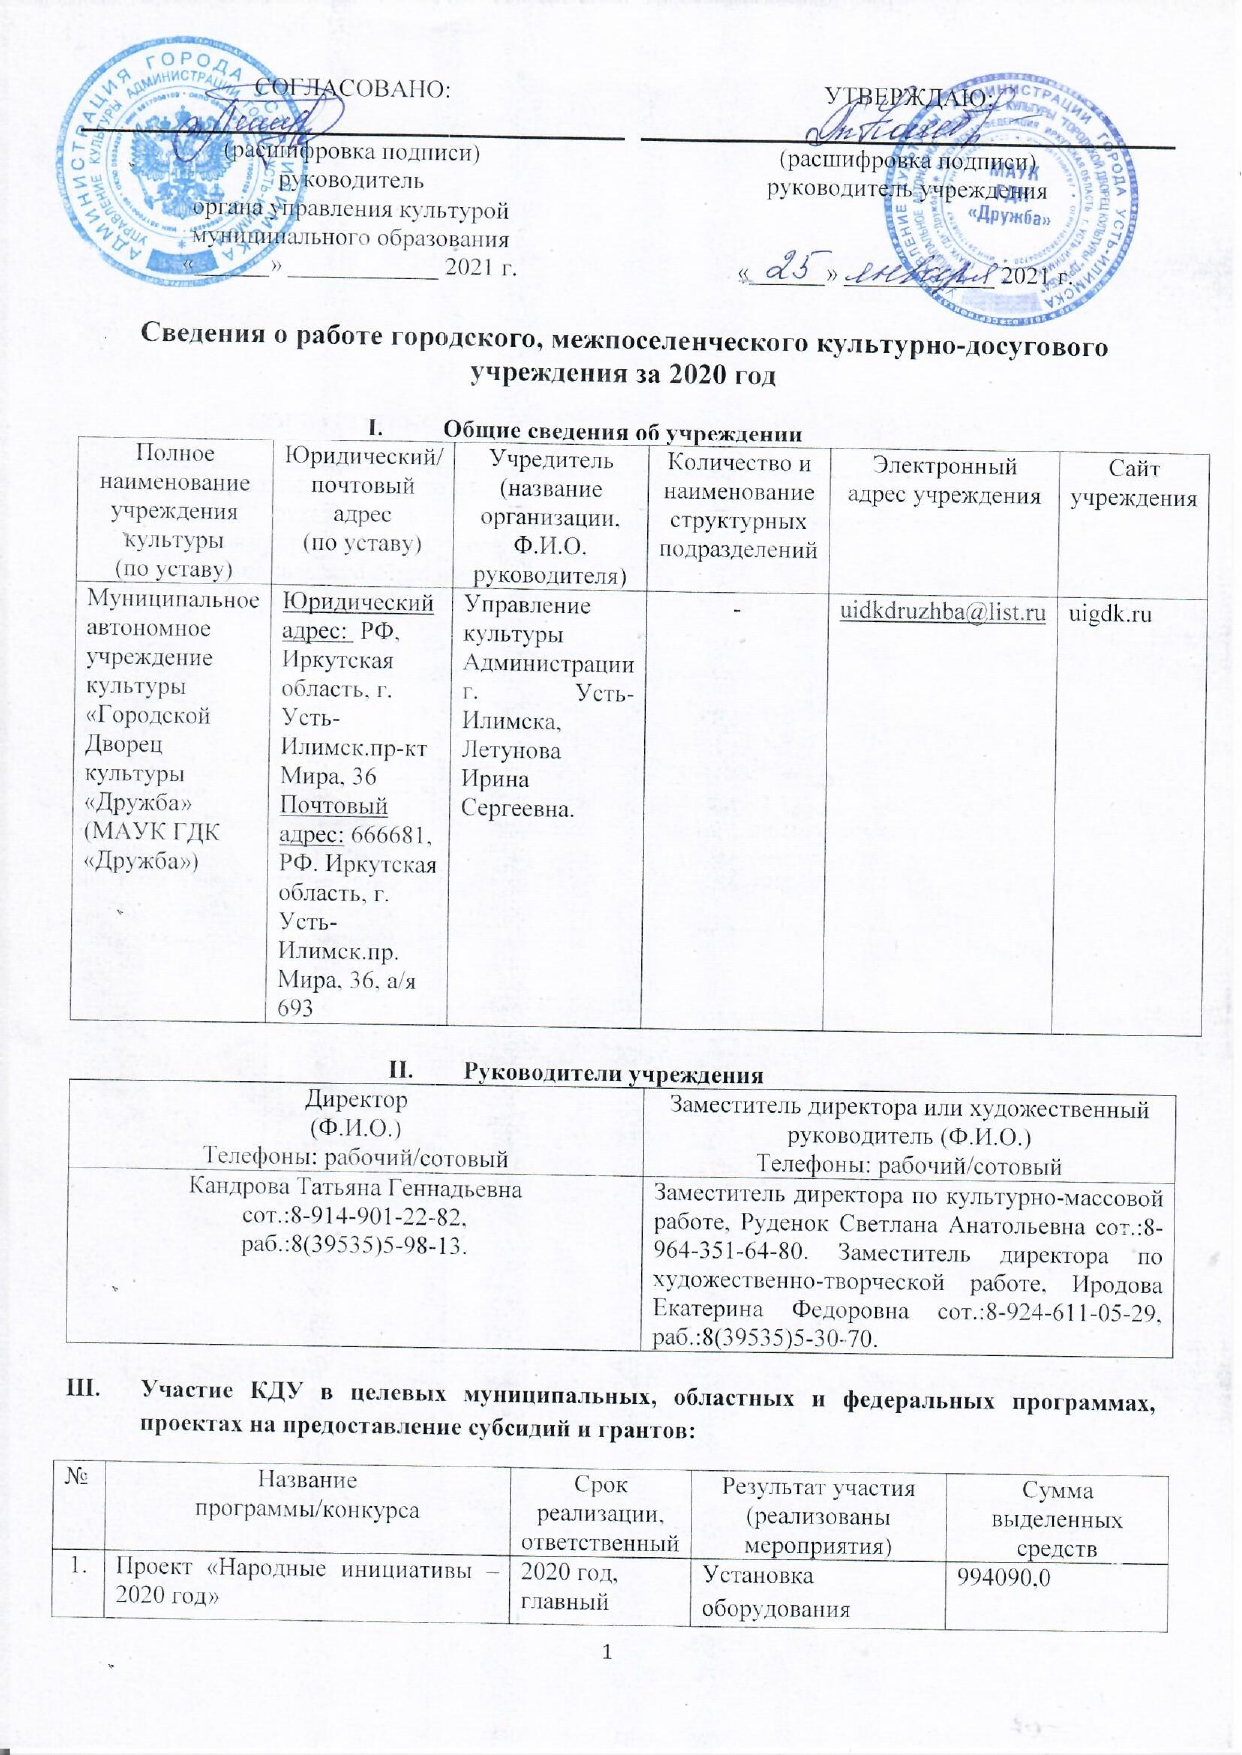 СОГЛАСОВАНО:
(расшифровка подписи)
руководитель
органа управления культурой
муниципального образования
«______» ____________ 2021 г.
УТВЕРЖДАЮ:
(расшифровка подписи)
руководитель учреждения
« 25 » января 2021 г.
МАУК
ГДК
«Дружба»
Сведения о работе городского, межпоселенческого культурно-досугового
учреждения за 2020 год
I. Общие сведения об учреждении
Полное
наименование
учреждения
культуры
(по уставу)
Юридический/
почтовый
адрес
(по уставу)
Учредитель
(название
организации,
Ф.И.О.
руководителя)
Количество и
наименование
структурных
подразделений
Электронный
адрес учреждения
Сайт
учреждения
Муниципальное
автономное
учреждение
культуры
«Городской
Дворец
культуры
«Дружба»
(МАУК ГДК
«Дружба»)
Юридический
адрес: РФ,
Иркутская
область, г.
Усть-
Илимск.пр-кт
Мира, 36
Почтовый
адрес: 666681,
РФ. Иркутская
область, г.
Усть-
Илимск.пр.
Мира, 36, а/я
693
Управление
культуры
Администрации
г. Усть-
Илимска,
Летунова
Ирина
Сергеевна.
-
uidkdruzhba@list.ru
uigdk.ru
II. Руководители учреждения
Директор
(Ф.И.О.)
Телефоны: рабочий/сотовый
Заместитель директора или художественный
руководитель (Ф.И.О.)
Телефоны: рабочий/сотовый
Кандрова Татьяна Геннадьевна
сот.:8-914-901-22-82,
раб.:8(39535)5-98-13.
Заместитель директора по культурно-массовой
работе, Руденок Светлана Анатольевна сот.:8-
964-351-64-80. Заместитель директора по
художественно-творческой работе, Иродова
Екатерина Федоровна сот.:8-924-611-05-29,
раб.:8(39535)5-30-70.
III. Участие КДУ в целевых муниципальных, областных и федеральных программах,
проектах на предоставление субсидий и грантов:
№
Название
программы/конкурса
Срок
реализации,
ответственный
Результат участия
(реализованы
мероприятия)
Сумма
выделенных
средств
1.
Проект «Народные инициативы –
2020 год»
2020 год,
главный
Установка
оборудования
994090,0
1